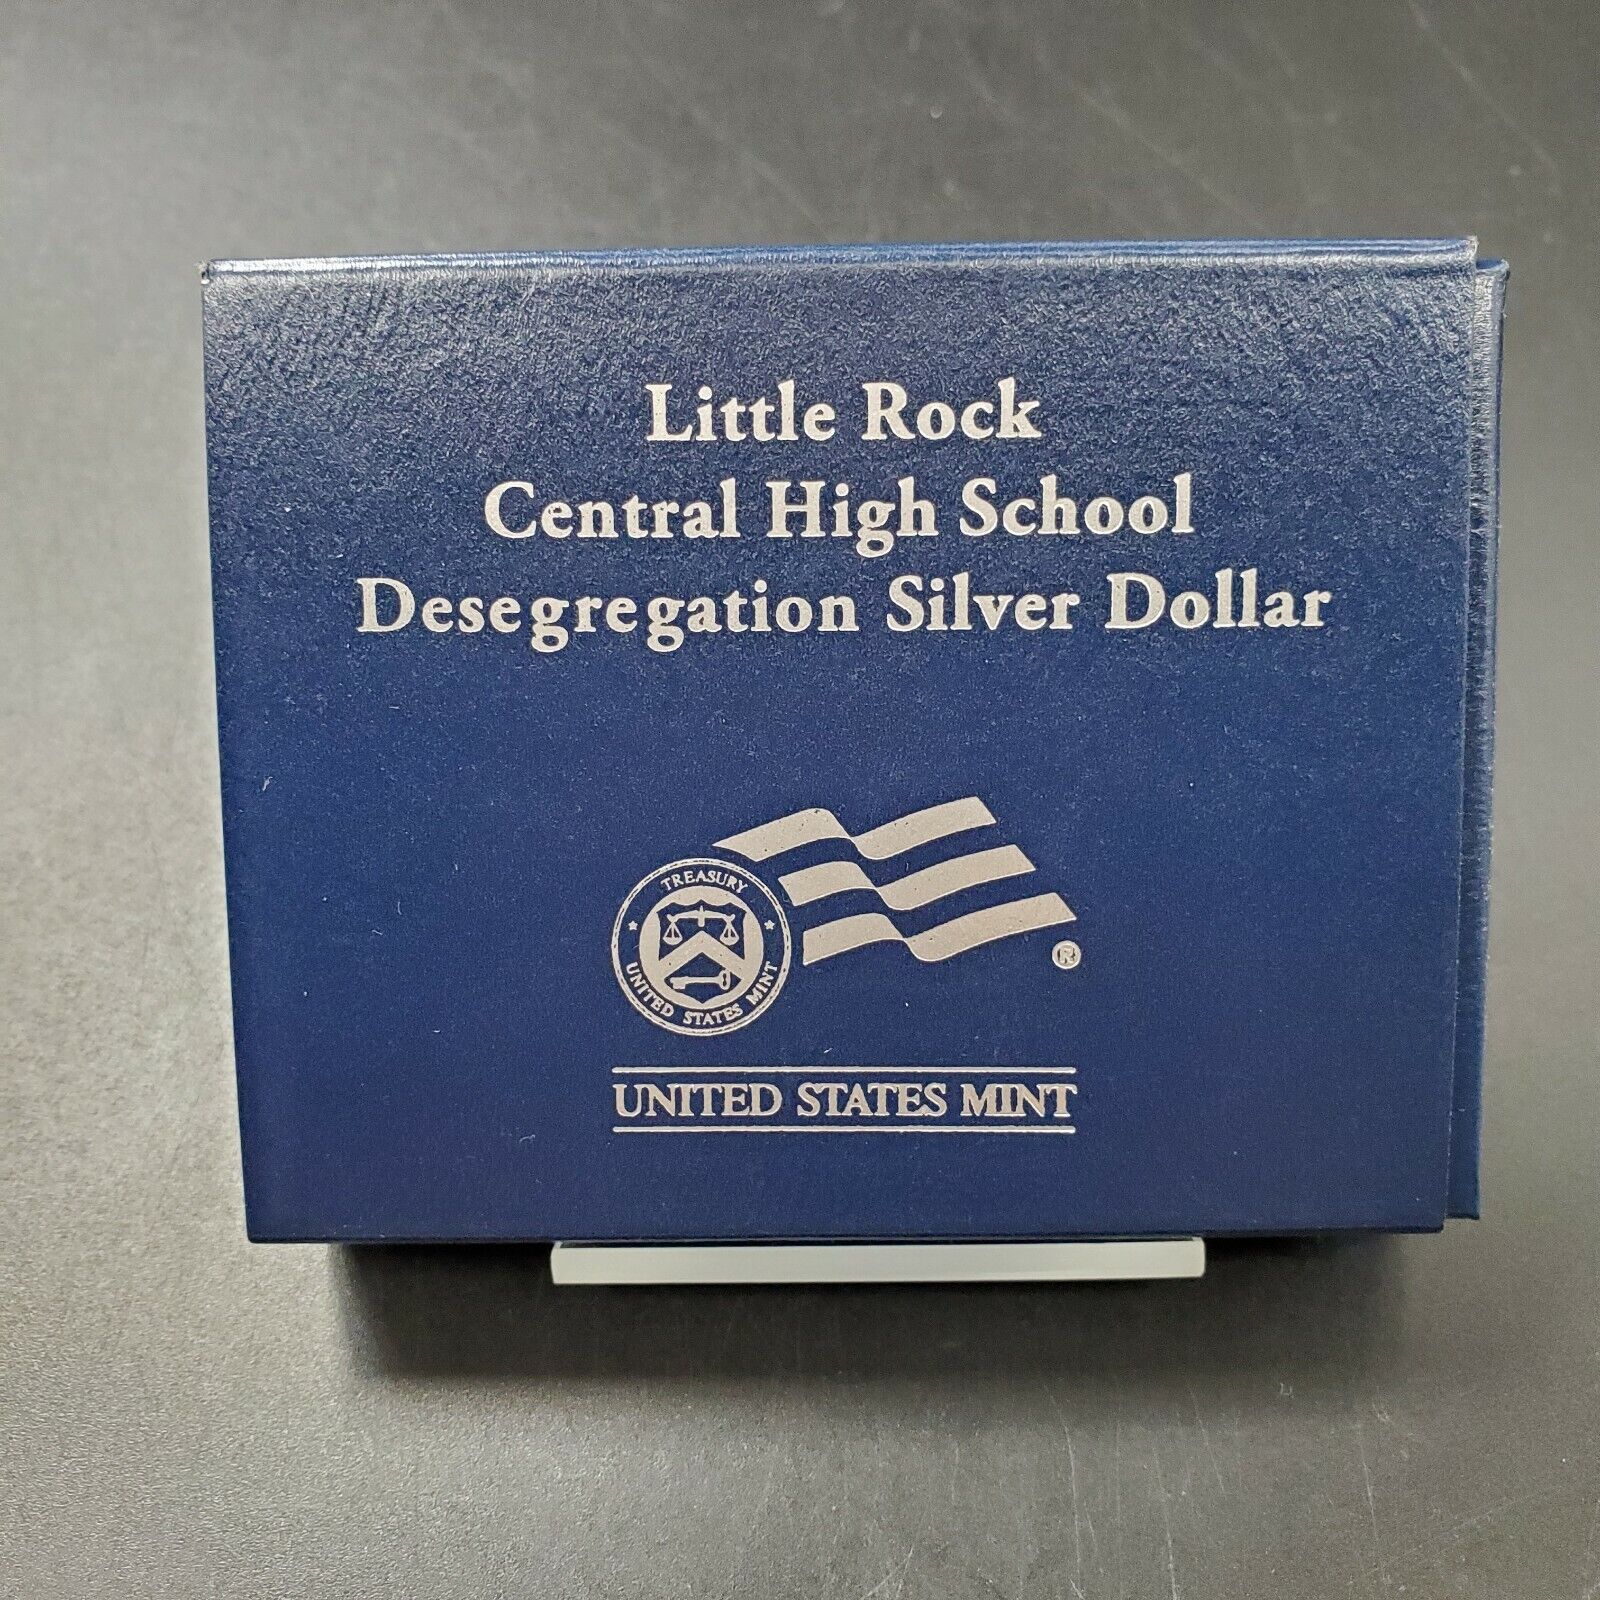 Little Rock
Central High School
Desegregation Silver Dollar
TREASURY
UNITED STATES MINT
®
UNITED STATES MINT